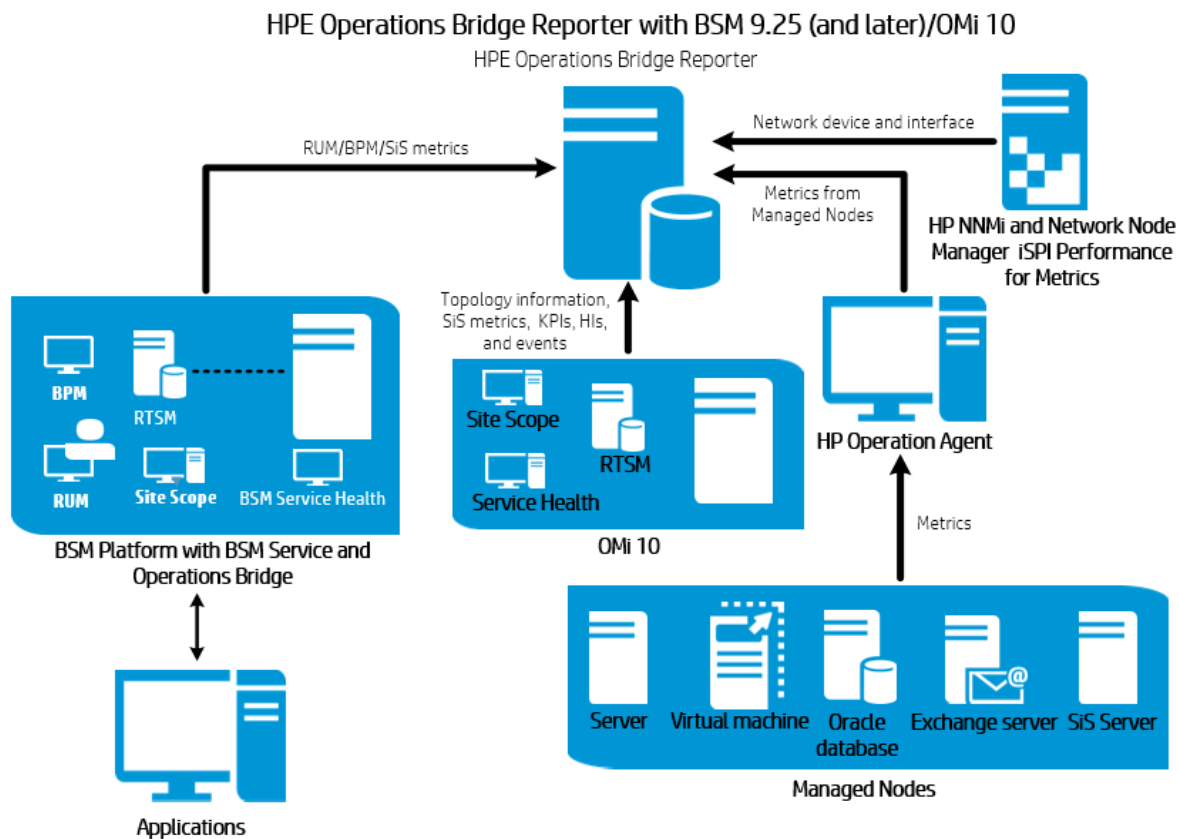 HPE Operations Bridge Reporter with BSM 9.25 (and later)/OMi 10
HPE Operations Bridge Reporter
Network device and interface
RUM/BPM/SiS metrics
Metrics from
Managed Nodes
HP NNMi and Network Node
Manager iSPI Performance
for Metrics
Topology information,
SiS metrics, KPIs, HIs,
and events
BPM
RTSM
RUM
Site Scope
BSM Service Health
BSM Platform with BSM Service and
Operations Bridge
Site Scope
RTSM
Service Health
OMi 10
HP Operation Agent
Metrics
Server
Virtual machine
Oracle
database
Exchange server
@
SiS Server
Managed Nodes
Applications